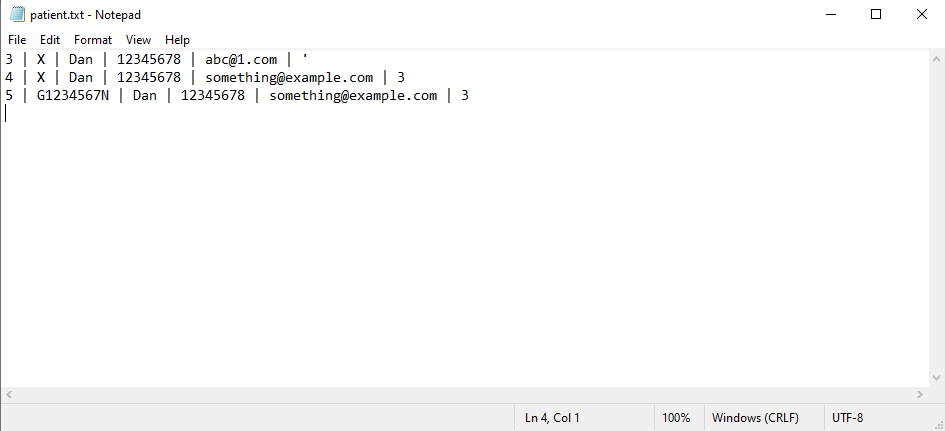 patient.txt - Notepad
File Edit Format View Help
3 | X | Dan | 12345678 | abc@1.com | '
4 | X | Dan | 12345678 | something@example.com | 3
5 | G1234567N | Dan | 12345678 | something@example.com | 3
Ln 4, Col 1 100% Windows (CRLF) UTF-8